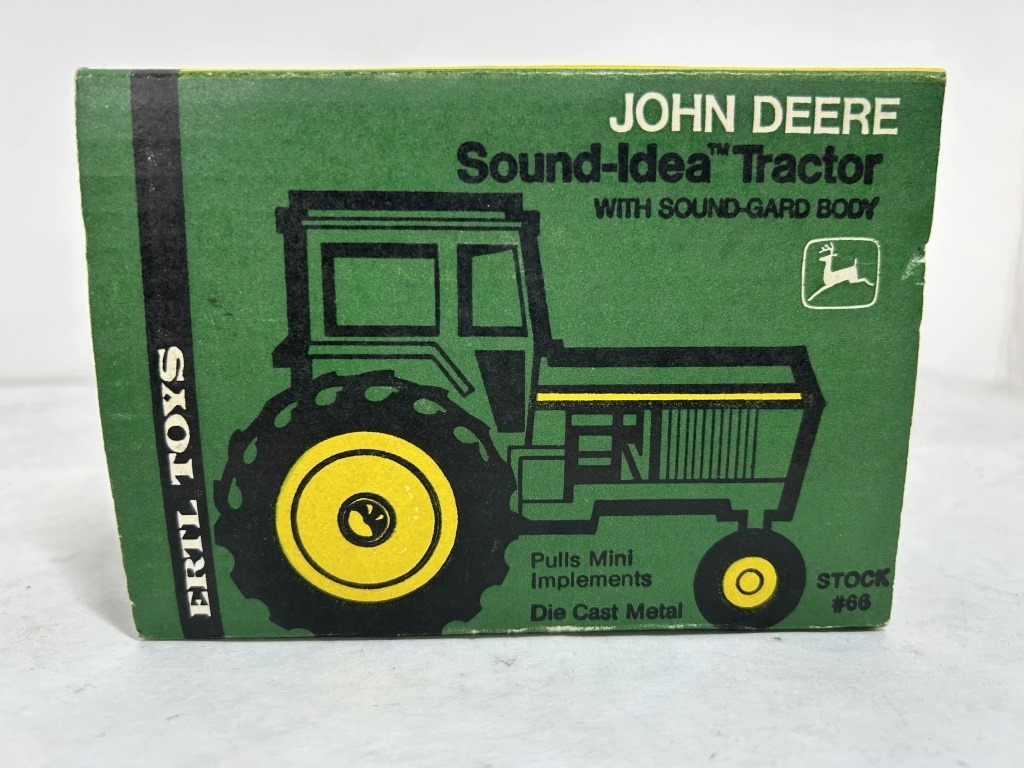 JOHN DEERE
Sound-Idea™ Tractor
WITH SOUND-GARD BODY
ERTL TOYS
Pulls Mini
Implements
Die Cast Metal
STOCK
#66